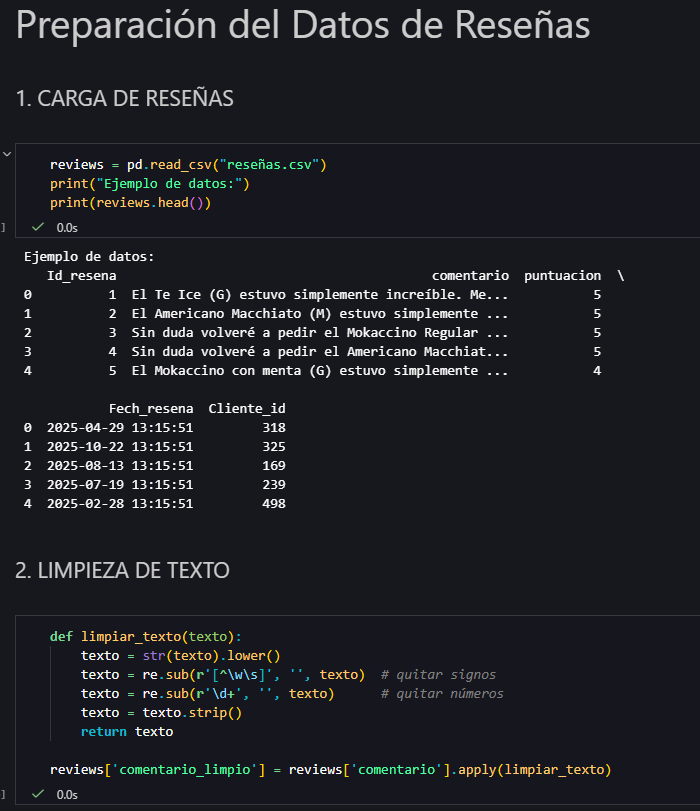 Preparación del Datos de Reseñas
1. CARGA DE RESEÑAS
reviews = pd.read_csv("reseñas.csv")
print("Ejemplo de datos:")
print(reviews.head())
] 0.0s
Ejemplo de datos:
   Id_resena                                         comentario  puntuacion  \
0          1  El Te Ice (G) estuvo simplemente increíble. Me...           5
1          2  El Americano Macchiato (M) estuvo simplemente ...           5
2          3  Sin duda volveré a pedir el Mokaccino Regular ...           5
3          4  Sin duda volveré a pedir el Americano Macchiat...           5
4          5  El Mokaccino con menta (G) estuvo simplemente ...           4
           Fech_resena  Cliente_id
0  2025-04-29 13:15:51         318
1  2025-10-22 13:15:51         325
2  2025-08-13 13:15:51         169
3  2025-07-19 13:15:51         239
4  2025-02-28 13:15:51         498
2. LIMPIEZA DE TEXTO
def limpiar_texto(texto):
    texto = str(texto).lower()
    texto = re.sub(r'[^\w\s]', '', texto)  # quitar signos
    texto = re.sub(r'\d+', '', texto)      # quitar números
    texto = texto.strip()
    return texto
reviews['comentario_limpio'] = reviews['comentario'].apply(limpiar_texto)
] 0.0s